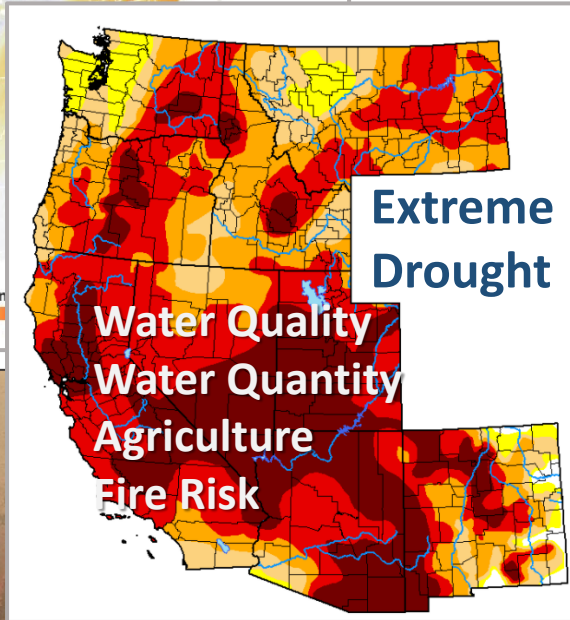 Extreme
Drought
Water Quality
Water Quantity
Agriculture
Fire Risk